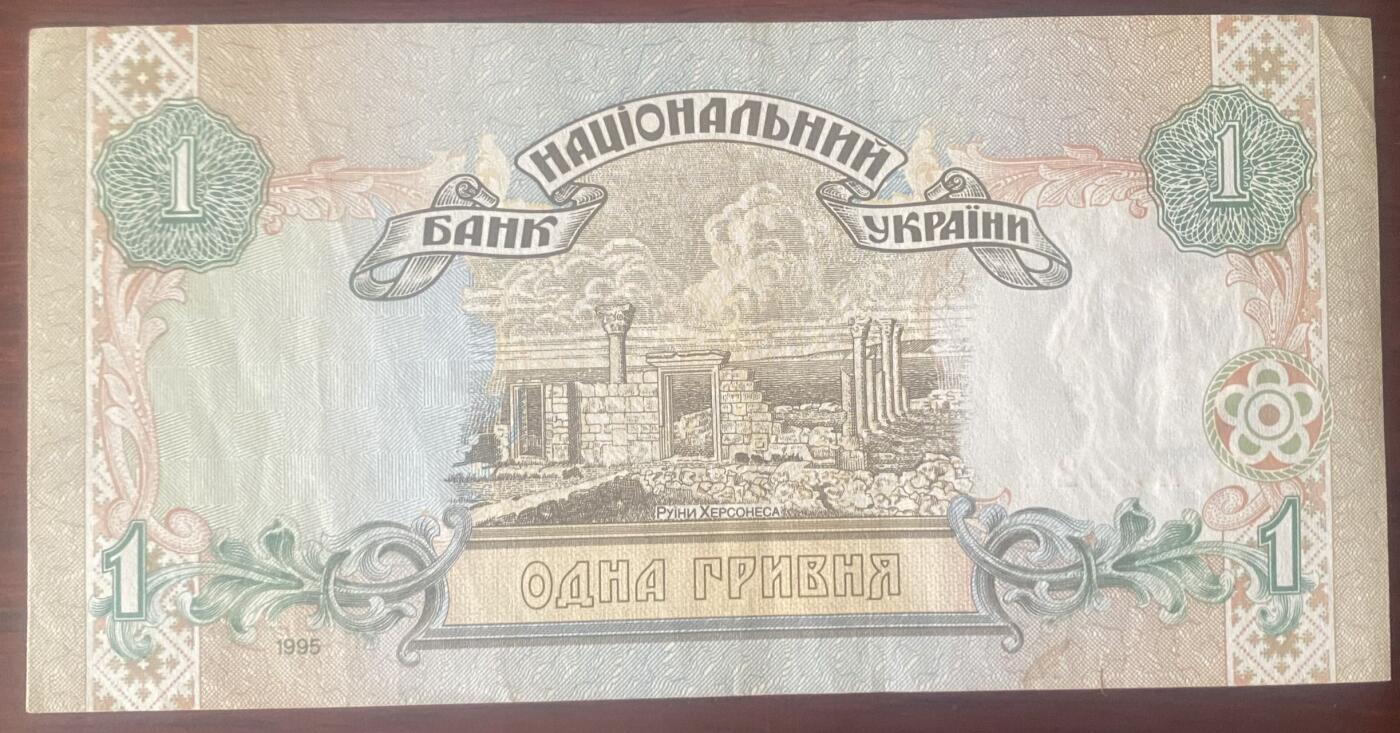 НАЦІОНАЛЬНИЙ
БАНК
УКРАЇНИ
1
1
РУЇНИ ХЕРСОНЕСА
ОДНА ГРИВНЯ
1
1
1995